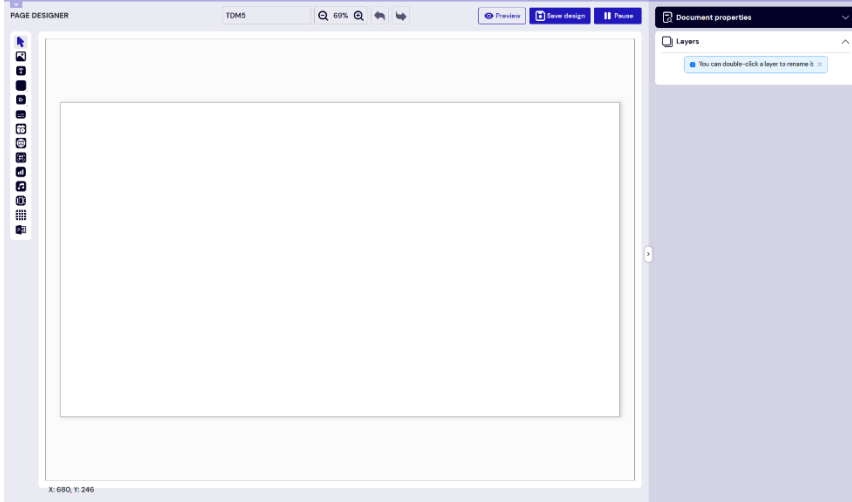 PAGE DESIGNER
TDM5
69%
Preview
Save design
Pause
Document properties
Layers
You can double-click a layer to rename it
X: 680, Y: 246